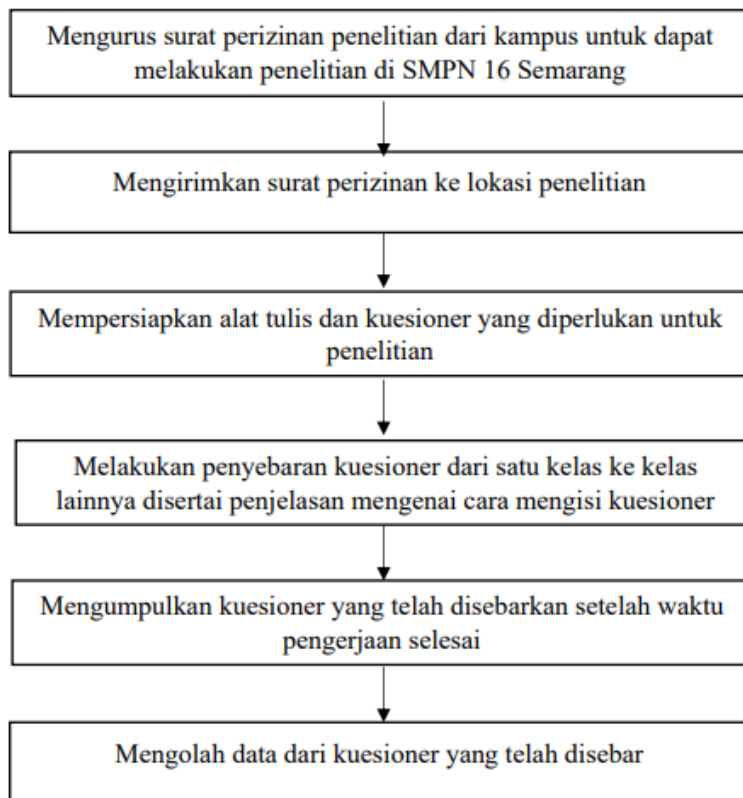 Mengurus surat perizinan penelitian dari kampus untuk dapat
melakukan penelitian di SMPN 16 Semarang
Mengirimkan surat perizinan ke lokasi penelitian
Mempersiapkan alat tulis dan kuesioner yang diperlukan untuk
penelitian
Melakukan penyebaran kuesioner dari satu kelas ke kelas
lainnya disertai penjelasan mengenai cara mengisi kuesioner
Mengumpulkan kuesioner yang telah disebarkan setelah waktu
pengerjaan selesai
Mengolah data dari kuesioner yang telah disebar